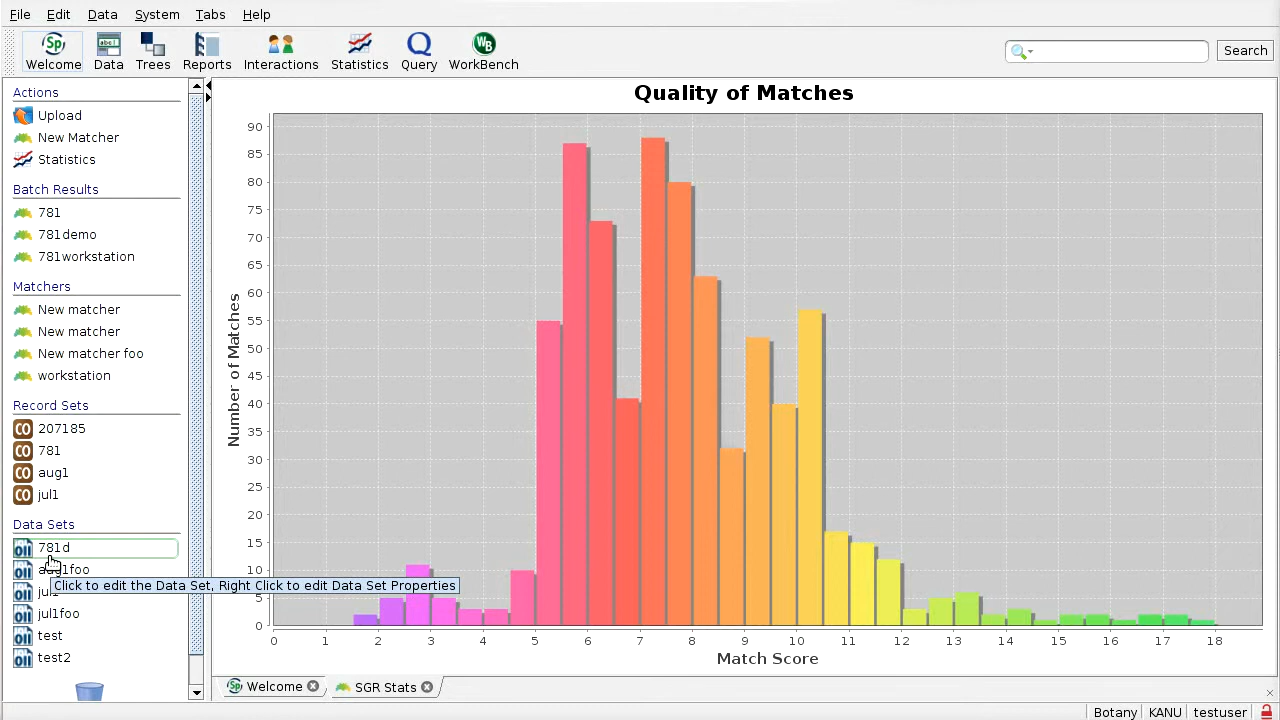 File Edit Data System Tabs Help
Welcome Data Trees Reports Interactions Statistics Query WorkBench Search
Actions
Upload
New Matcher
Statistics
Batch Results
781
781demo
781workstation
Matchers
New matcher
New matcher
New matcher foo
workstation
Record Sets
207185
781
aug1
jul1
Data Sets
781d
Click to edit the Data Set, Right Click to edit Data Set Properties
jul1foo
test
test2
Quality of Matches
Number of Matches
90
85
80
75
70
65
60
55
50
45
40
35
30
25
20
15
10
5
0
0 1 2 3 4 5 6 7 8 9 10 11 12 13 14 15 16 17 18
Match Score
Welcome SGR Stats
Botany KANU testuser